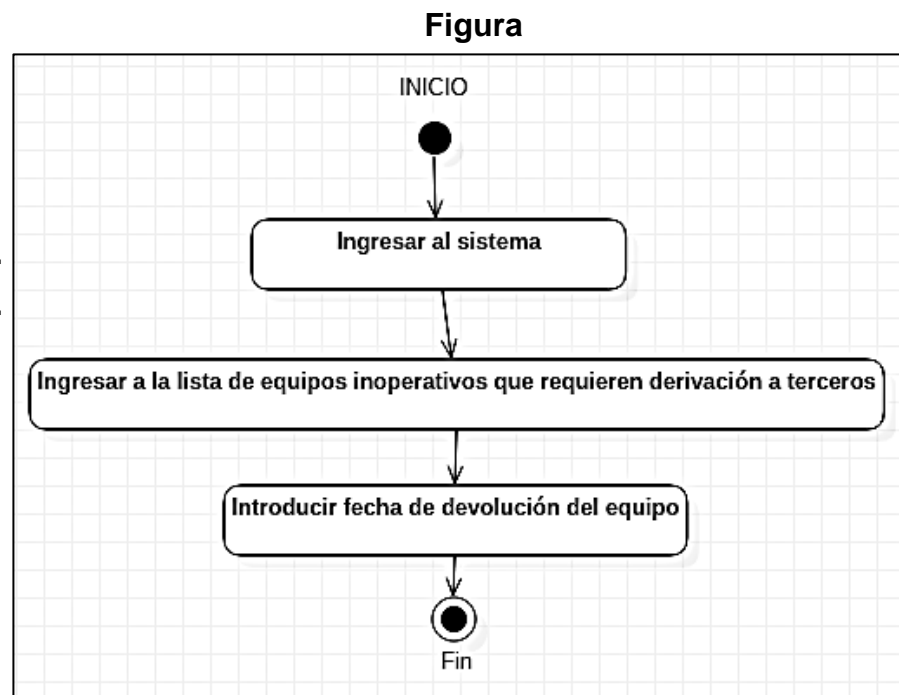 Figura
INICIO
Ingresar al sistema
Ingresar a la lista de equipos inoperativos que requieren derivación a terceros
Introducir fecha de devolución del equipo
Fin